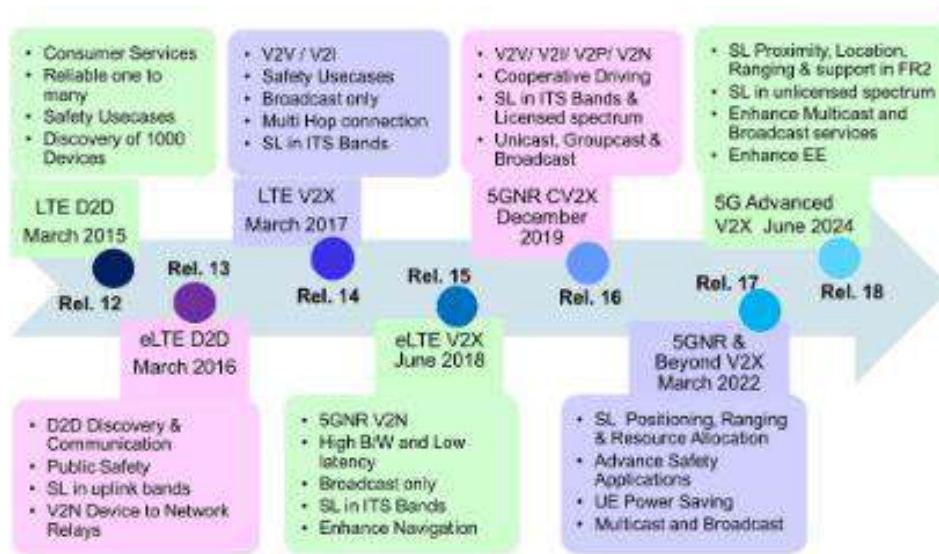 • Consumer Services
• Reliable one to
many
• Safety Usecases
• Discovery of 1000
Devices
LTE D2D
March 2015
Rel. 12
• V2V / V2I
• Safety Usecases
• Broadcast only
• Multi Hop connection
• SL in ITS Bands
LTE V2X
March 2017
Rel. 14
• V2V/ V2I/ V2P/ V2N
• Cooperative Driving
• SL in ITS Bands &
Licensed spectrum
• Unicast, Groupcast &
Broadcast
5GNR CV2X
December
2019
Rel. 16
• SL Proximity, Location,
Ranging & support in FR2
• SL in unlicensed spectrum
• Enhance Multicast and
Broadcast services
• Enhance EE
5G Advanced
V2X June 2024
Rel. 18
Rel. 13
eLTE D2D
March 2016
• D2D Discovery &
Communication
• Public Safety
• SL in uplink bands
• V2N Device to Network
Relays
Rel. 15
eLTE V2X
June 2018
• 5GNR V2N
• High B/W and Low
latency
• Broadcast only
• SL in ITS Bands
• Enhance Navigation
Rel. 17
5GNR &
Beyond V2X
March 2022
• SL Positioning, Ranging
& Resource Allocation
• Advance Safety
Applications
• UE Power Saving
• Multicast and Broadcast